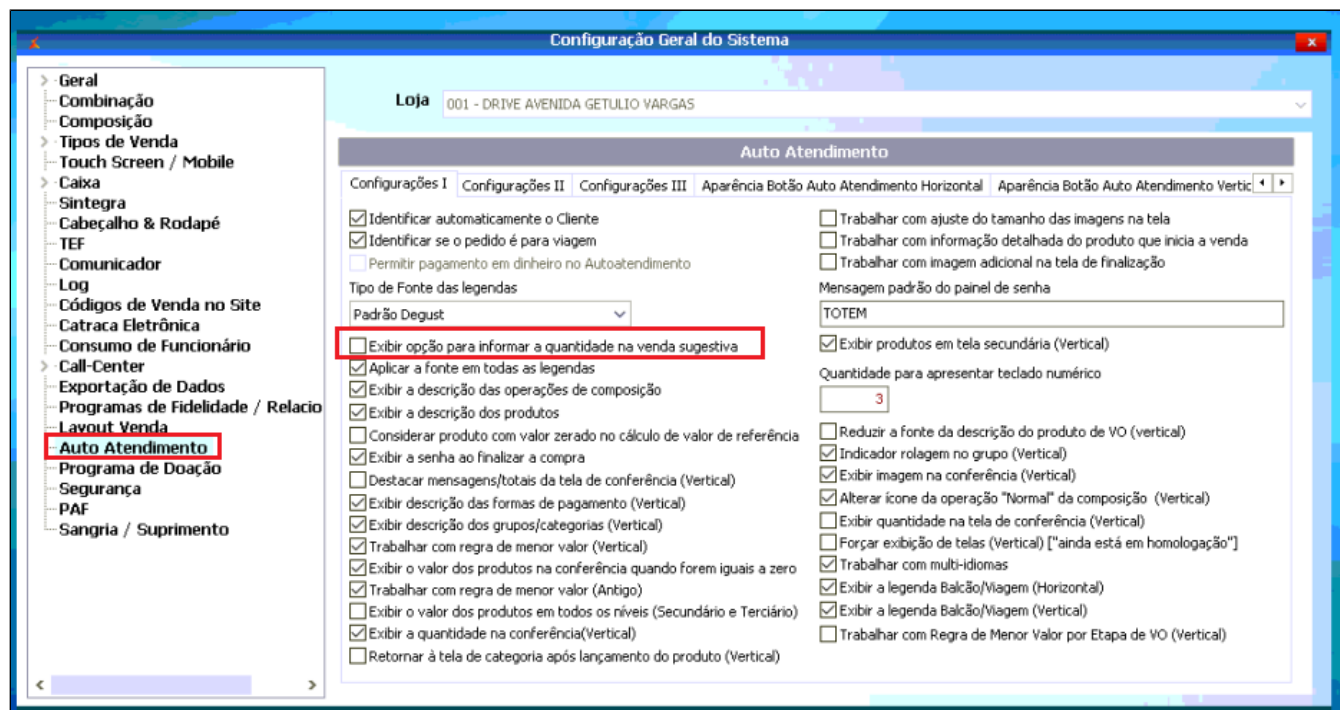 Configuração Geral do Sistema
Geral
Combinação
Composição
Tipos de Venda
Touch Screen / Mobile
Caixa
Sintegra
Cabeçalho & Rodapé
TEF
Comunicador
Log
Códigos de Venda no Site
Catraca Eletrônica
Consumo de Funcionário
Call-Center
Exportação de Dados
Programas de Fidelidade / Relacio
Layout Venda
Auto Atendimento
Programa de Doação
Segurança
PAF
Sangria / Suprimento
Loja 001 - DRIVE AVENIDA GETULIO VARGAS
Auto Atendimento
Configurações I Configurações II Configurações III Aparência Botão Auto Atendimento Horizontal Aparência Botão Auto Atendimento Vertic
Identificar automaticamente o Cliente
Identificar se o pedido é para viagem
Permitir pagamento em dinheiro no Autoatendimento
Tipo de Fonte das legendas
Padrão Degust
Exibir opção para informar a quantidade na venda sugestiva
Aplicar a fonte em todas as legendas
Exibir a descrição das operações de composição
Exibir a descrição dos produtos
Considerar produto com valor zerado no cálculo de valor de referência
Exibir a senha ao finalizar a compra
Destacar mensagens/totais da tela de conferência (Vertical)
Exibir descrição das formas de pagamento (Vertical)
Exibir descrição dos grupos/categorias (Vertical)
Trabalhar com regra de menor valor (Vertical)
Exibir o valor dos produtos na conferência quando forem iguais a zero
Trabalhar com regra de menor valor (Antigo)
Exibir o valor dos produtos em todos os níveis (Secundário e Terciário)
Exibir a quantidade na conferência(Vertical)
Retornar à tela de categoria após lançamento do produto (Vertical)
Trabalhar com ajuste do tamanho das imagens na tela
Trabalhar com informação detalhada do produto que inicia a venda
Trabalhar com imagem adicional na tela de finalização
Mensagem padrão do painel de senha
TOTEM
Exibir produtos em tela secundária (Vertical)
Quantidade para apresentar teclado numérico
3
Reduzir a fonte da descrição do produto de VO (vertical)
Indicador rolagem no grupo (Vertical)
Exibir imagem na conferência (Vertical)
Alterar ícone da operação "Normal" da composição (Vertical)
Exibir quantidade na tela de conferência (Vertical)
Forçar exibição de telas (Vertical) ["ainda está em homologação"]
Trabalhar com multi-idiomas
Exibir a legenda Balcão/Viagem (Horizontal)
Exibir a legenda Balcão/Viagem (Vertical)
Trabalhar com Regra de Menor Valor por Etapa de VO (Vertical)